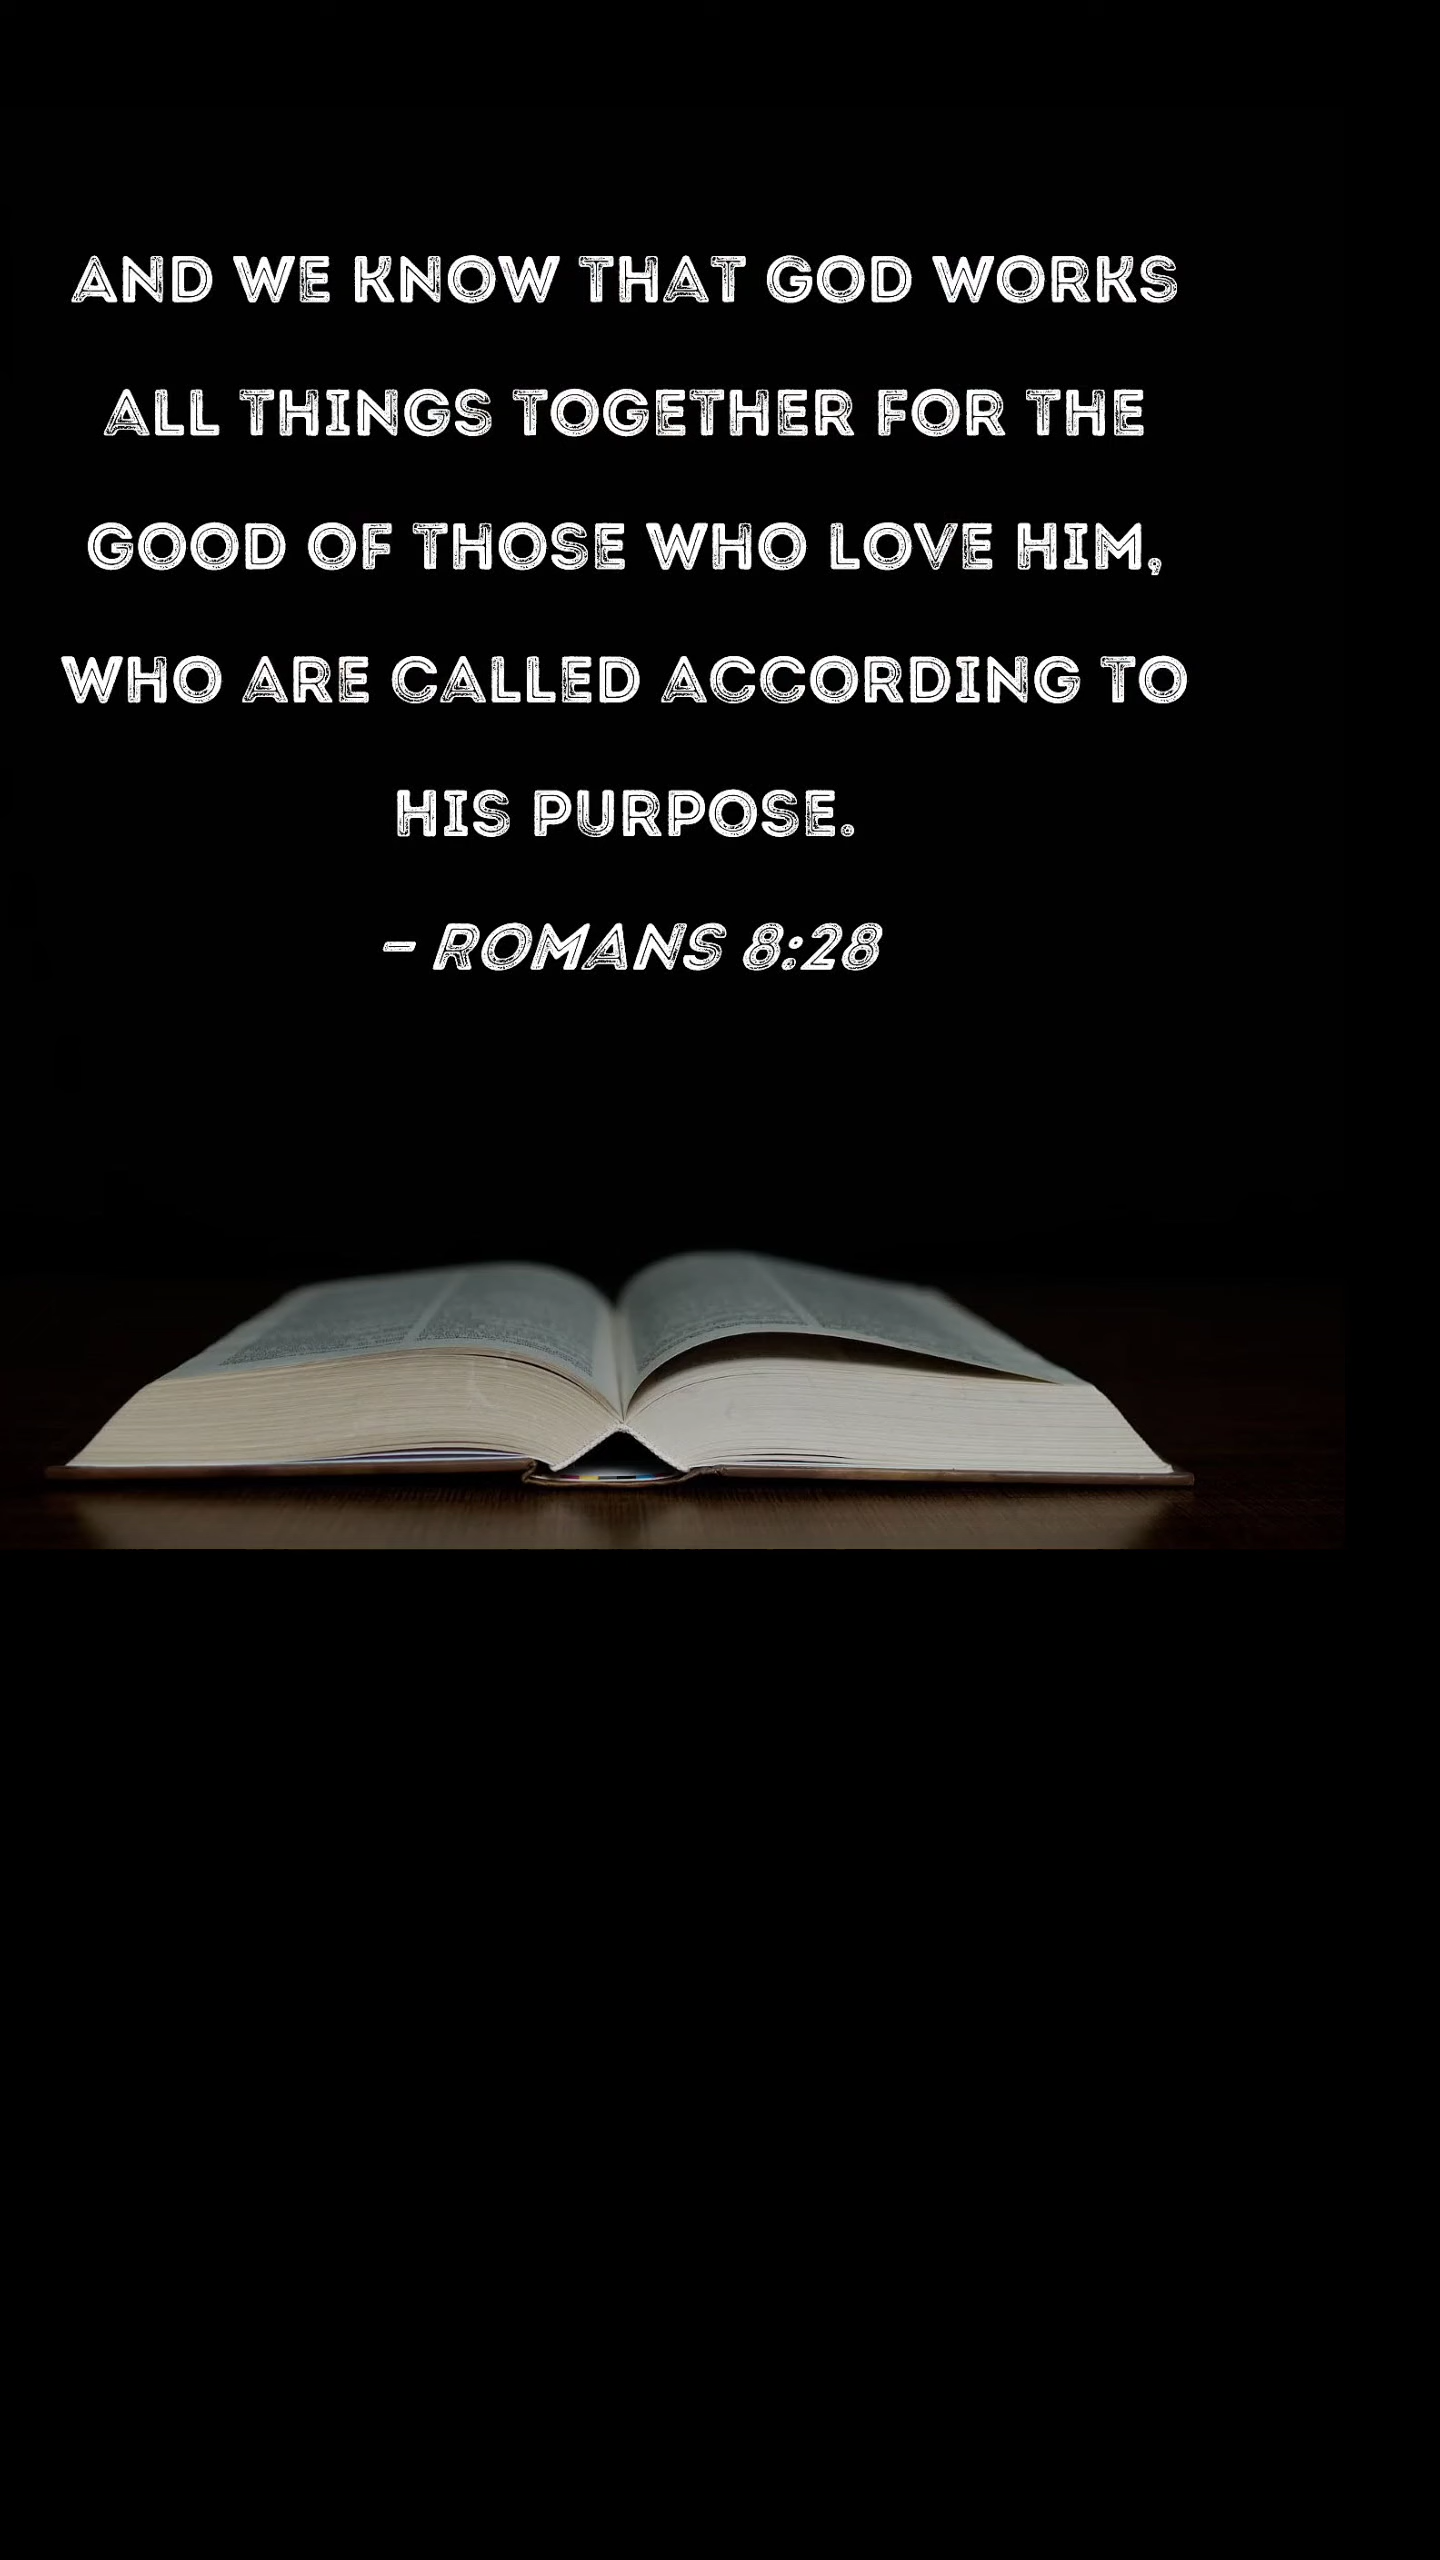 AND WE KNOW THAT GOD WORKS
ALL THINGS TOGETHER FOR THE
GOOD OF THOSE WHO LOVE HIM,
WHO ARE CALLED ACCORDING TO
HIS PURPOSE.
– ROMANS 8:28